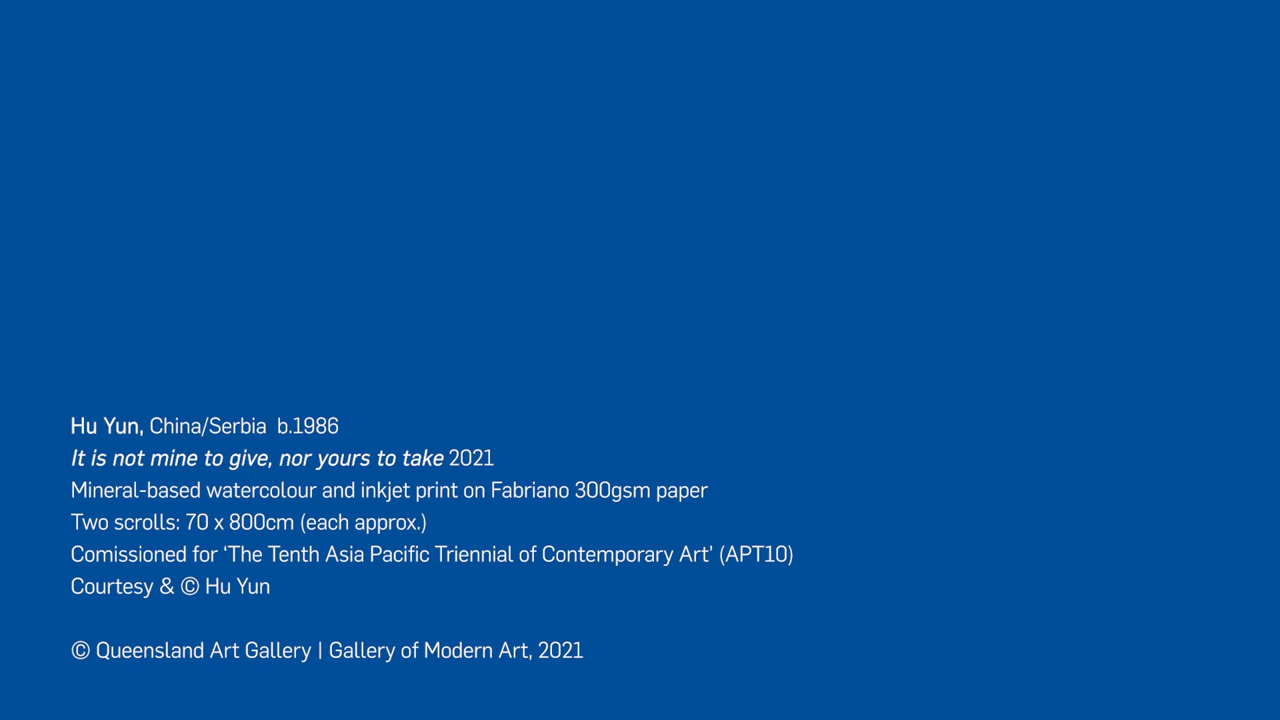 Hu Yun, China/Serbia b.1986
It is not mine to give, nor yours to take 2021
Mineral-based watercolour and inkjet print on Fabriano 300gsm paper
Two scrolls: 70 x 800cm (each approx.)
Comissioned for ‘The Tenth Asia Pacific Triennial of Contemporary Art’ (APT10)
Courtesy & © Hu Yun
© Queensland Art Gallery | Gallery of Modern Art, 2021